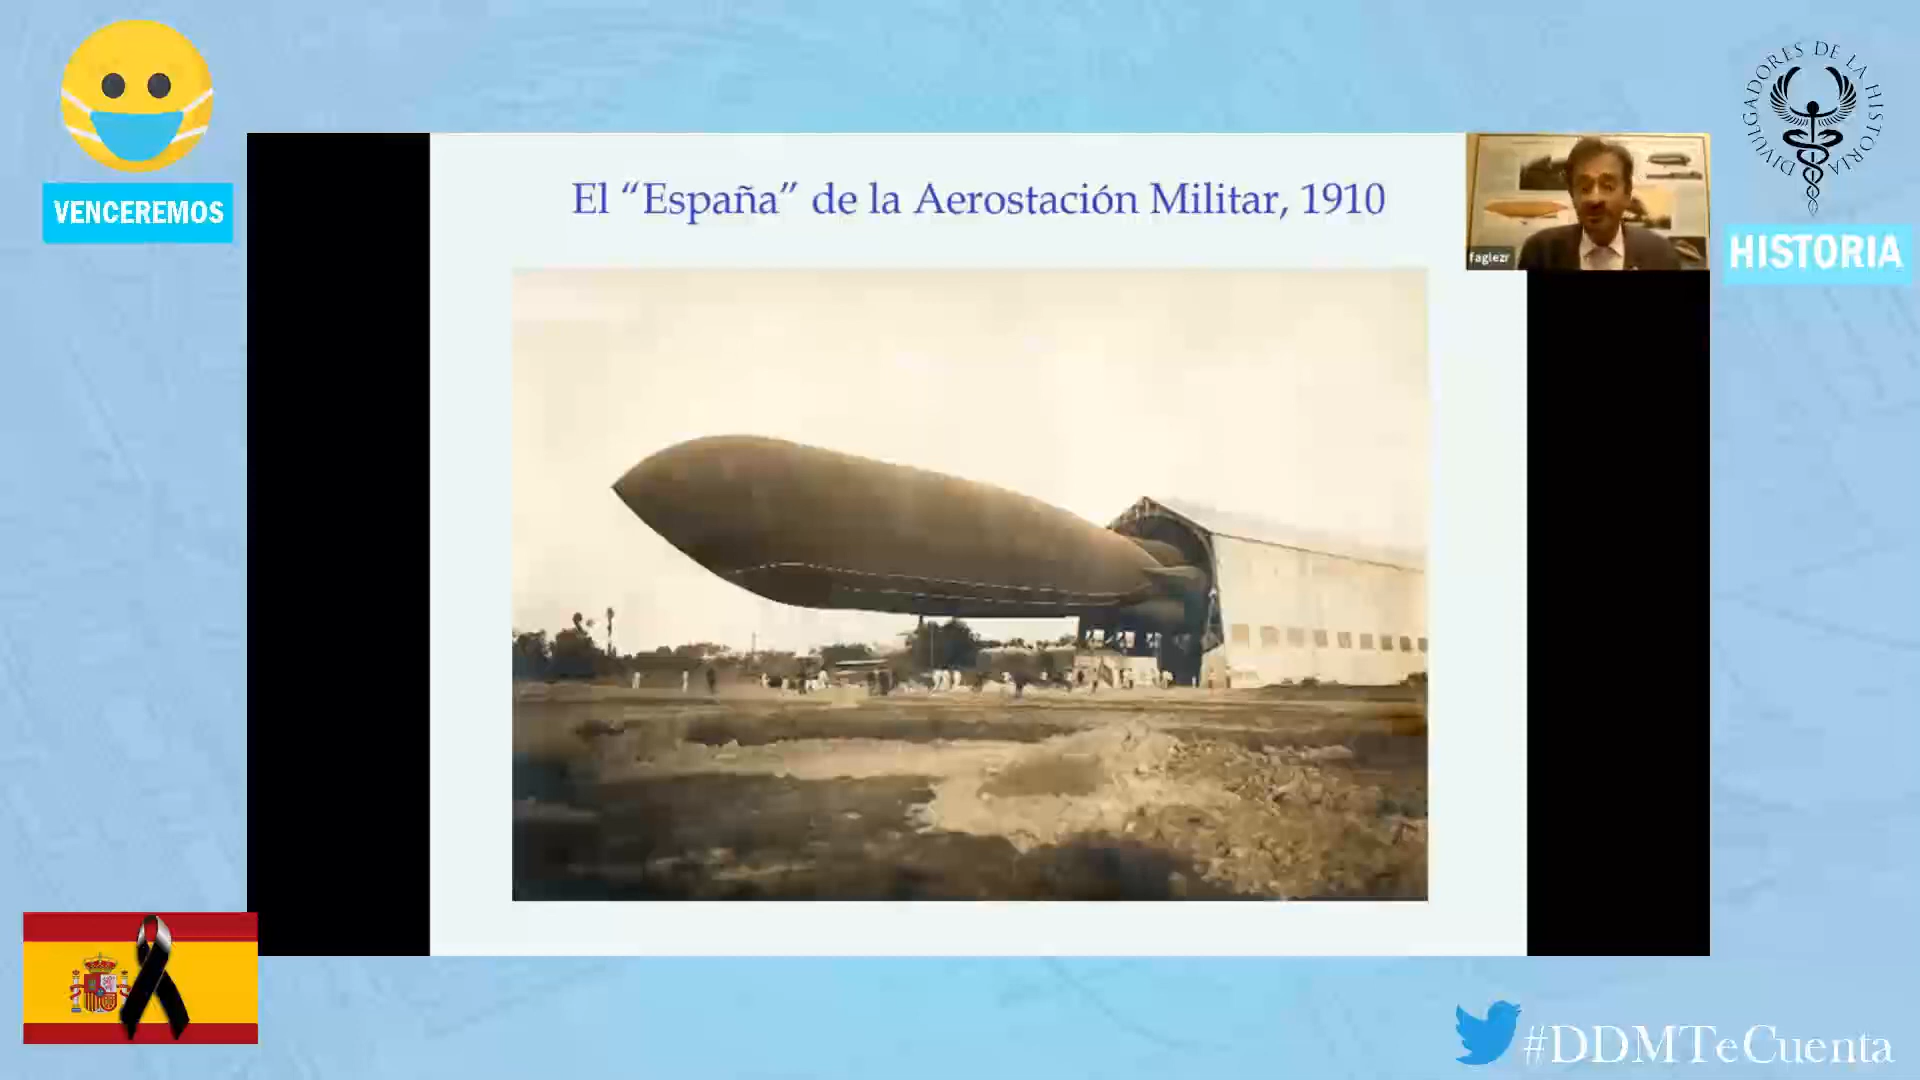 VENCEREMOS
El “España” de la Aerostación Militar, 1910
faglezr
DIVULGADORES DE LA HISTORIA
HISTORIA
#DDMTeCuenta